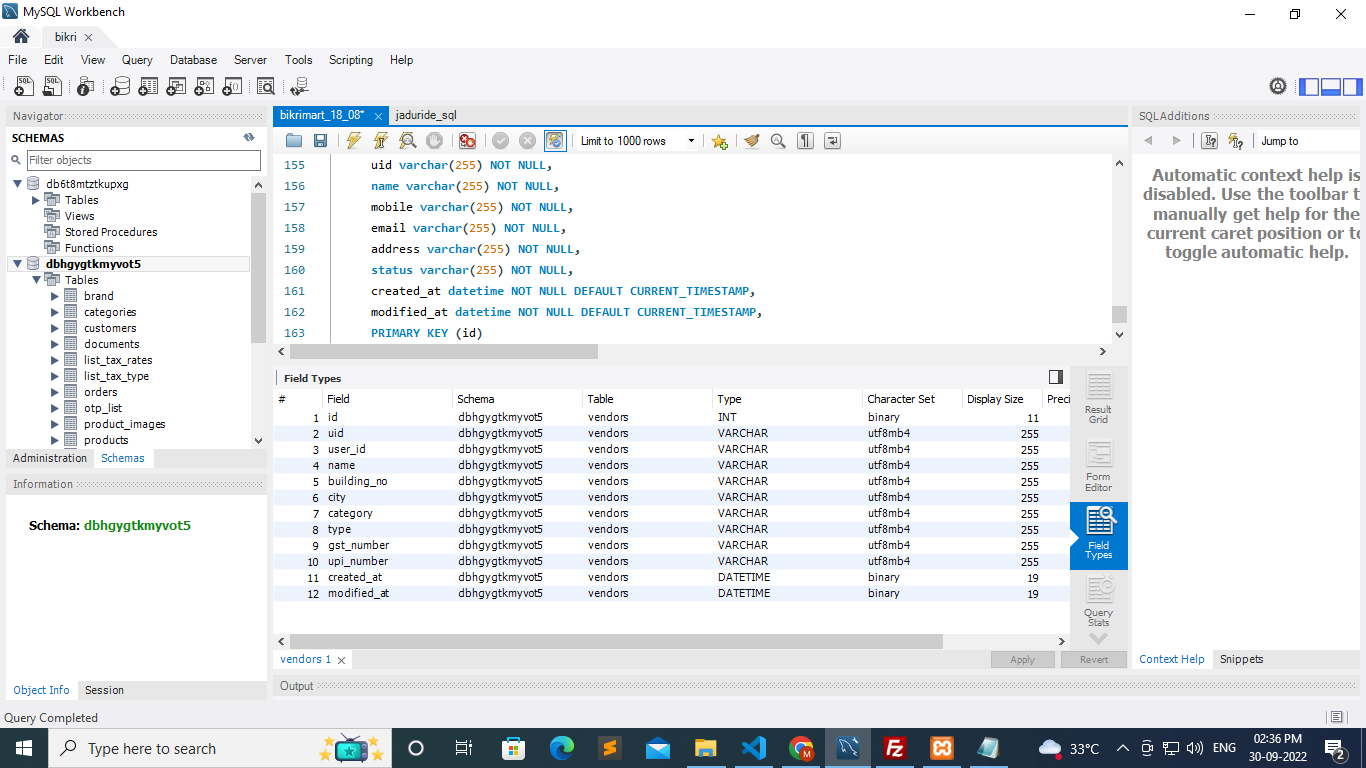 MySQL Workbench
bikri
File Edit View Query Database Server Tools Scripting Help
Navigator
SCHEMAS
Filter objects
db6t8mtztkupxg
Tables
Views
Stored Procedures
Functions
dbhgygtkmyvot5
Tables
brand
categories
customers
documents
list_tax_rates
list_tax_type
orders
otp_list
product_images
products
Administration Schemas
Information
Schema: dbhgygtkmyvot5
Object Info Session
bikrimart_18_08* jaduride_sql
Limit to 1000 rows
155 uid varchar(255) NOT NULL,
156 name varchar(255) NOT NULL,
157 mobile varchar(255) NOT NULL,
158 email varchar(255) NOT NULL,
159 address varchar(255) NOT NULL,
160 status varchar(255) NOT NULL,
161 created_at datetime NOT NULL DEFAULT CURRENT_TIMESTAMP,
162 modified_at datetime NOT NULL DEFAULT CURRENT_TIMESTAMP,
163 PRIMARY KEY (id)
Field Types
# Field Schema Table Type Character Set Display Size Preci
1 id dbhgygtkmyvot5 vendors INT binary 11
2 uid dbhgygtkmyvot5 vendors VARCHAR utf8mb4 255
3 user_id dbhgygtkmyvot5 vendors VARCHAR utf8mb4 255
4 name dbhgygtkmyvot5 vendors VARCHAR utf8mb4 255
5 building_no dbhgygtkmyvot5 vendors VARCHAR utf8mb4 255
6 city dbhgygtkmyvot5 vendors VARCHAR utf8mb4 255
7 category dbhgygtkmyvot5 vendors VARCHAR utf8mb4 255
8 type dbhgygtkmyvot5 vendors VARCHAR utf8mb4 255
9 gst_number dbhgygtkmyvot5 vendors VARCHAR utf8mb4 255
10 upi_number dbhgygtkmyvot5 vendors VARCHAR utf8mb4 255
11 created_at dbhgygtkmyvot5 vendors DATETIME binary 19
12 modified_at dbhgygtkmyvot5 vendors DATETIME binary 19
Result
Grid
Form
Editor
Field
Types
Query
Stats
vendors 1
Apply Revert
Output
SQLAdditions
Jump to
Automatic context help is
disabled. Use the toolbar t
manually get help for the
current caret position or to
toggle automatic help.
Context Help Snippets
Query Completed
Type here to search
33°C
ENG
02:36 PM
30-09-2022
2